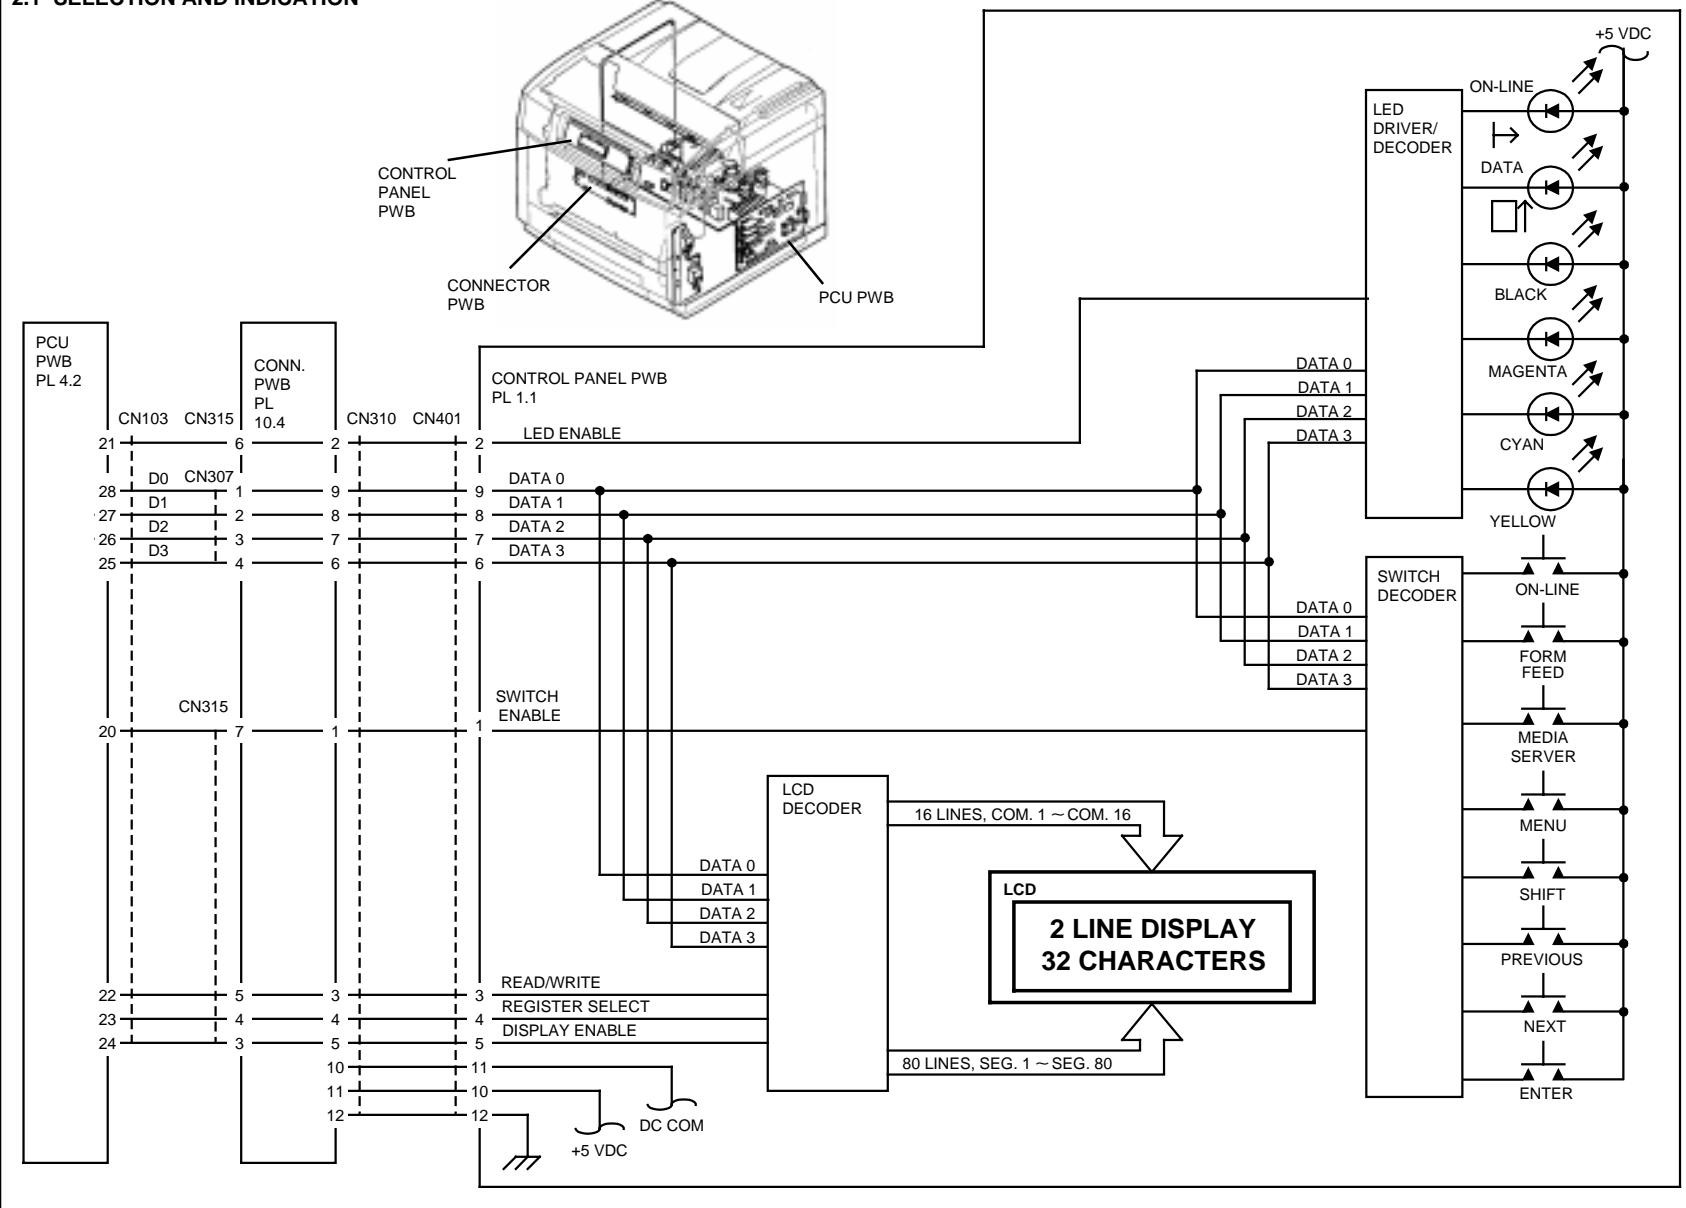 2.1 SELECTION AND INDICATION
CONTROL
PANEL
PWB
CONNECTOR
PWB
PCU PWB
+5 VDC
LED
DRIVER/
DECODER
ON-LINE
DATA
BLACK
MAGENTA
CYAN
YELLOW
DATA 0
DATA 1
DATA 2
DATA 3
PCU
PWB
PL 4.2
CONN.
PWB
PL
10.4
CONTROL PANEL PWB
PL 1.1
CN103 CN315 CN310 CN401
21 6 2 2 LED ENABLE
D0 CN307 DATA 0
28 1 9 9
D1 DATA 1
27 2 8 8
D2 DATA 2
26 3 7 7
D3 DATA 3
25 4 6 6
SWITCH
DECODER
DATA 0
DATA 1
DATA 2
DATA 3
ON-LINE
FORM
FEED
MEDIA
SERVER
MENU
SHIFT
PREVIOUS
NEXT
ENTER
CN315
SWITCH
ENABLE
20 7 1 1
LCD
DECODER
16 LINES, COM. 1 ~ COM. 16
DATA 0
DATA 1
DATA 2
DATA 3
LCD
2 LINE DISPLAY
32 CHARACTERS
80 LINES, SEG. 1 ~ SEG. 80
READ/WRITE
22 5 3 3
REGISTER SELECT
23 4 4 4
DISPLAY ENABLE
24 3 5 5
10 11
11 10
12 12
DC COM
+5 VDC